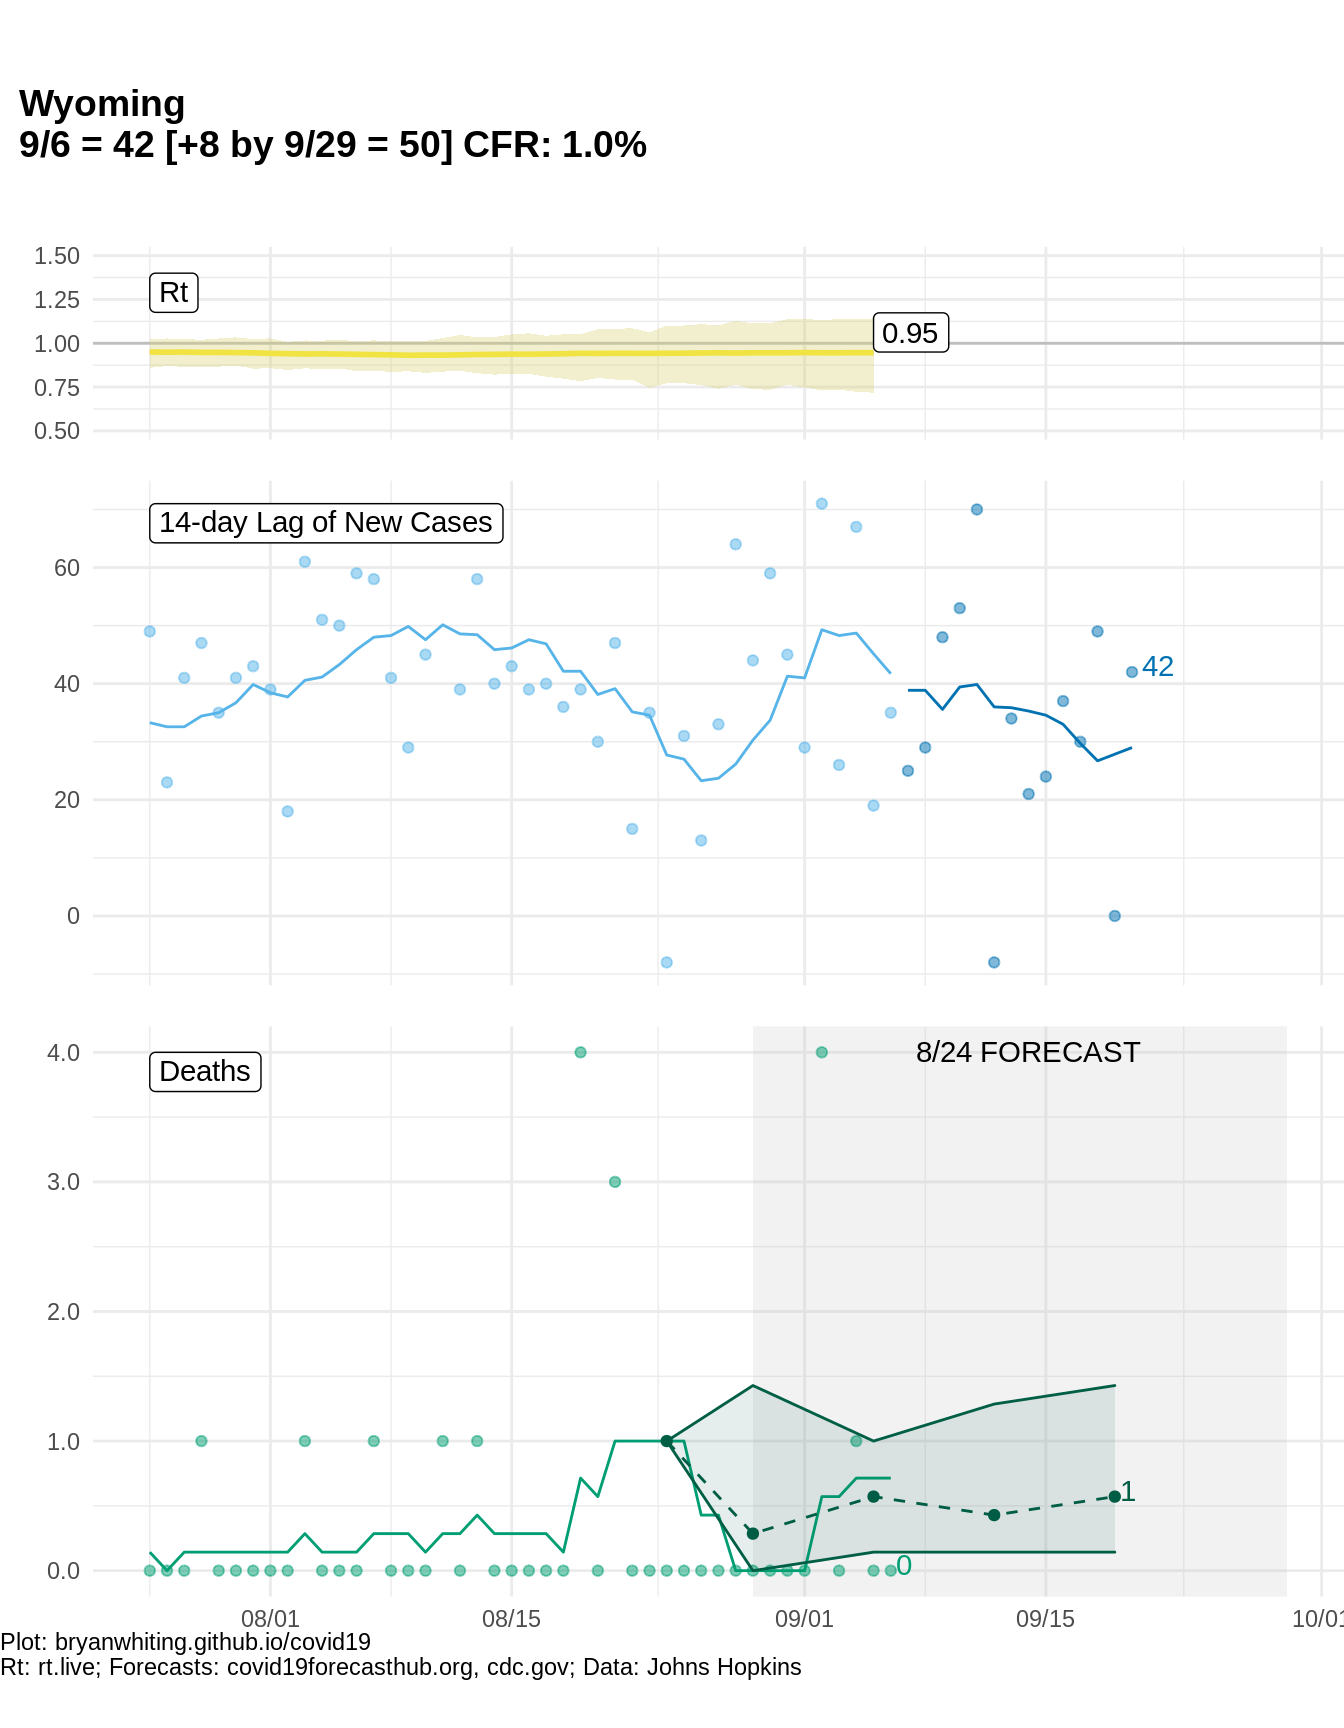 Wyoming
9/6 = 42 [+8 by 9/29 = 50] CFR: 1.0%
1.50
Rt
1.25
0.95
1.00
0.75
0.50
14-day Lag of New Cases
60
42
40
20
0
4.0
8/24 FORECAST
Deaths
3.0
2.0
1.0
1
0
0.0
08/01 08/15 09/01 09/15 10/01
Plot: bryanwhiting.github.io/covid19
Rt: rt.live; Forecasts: covid19forecasthub.org, cdc.gov; Data: Johns Hopkins